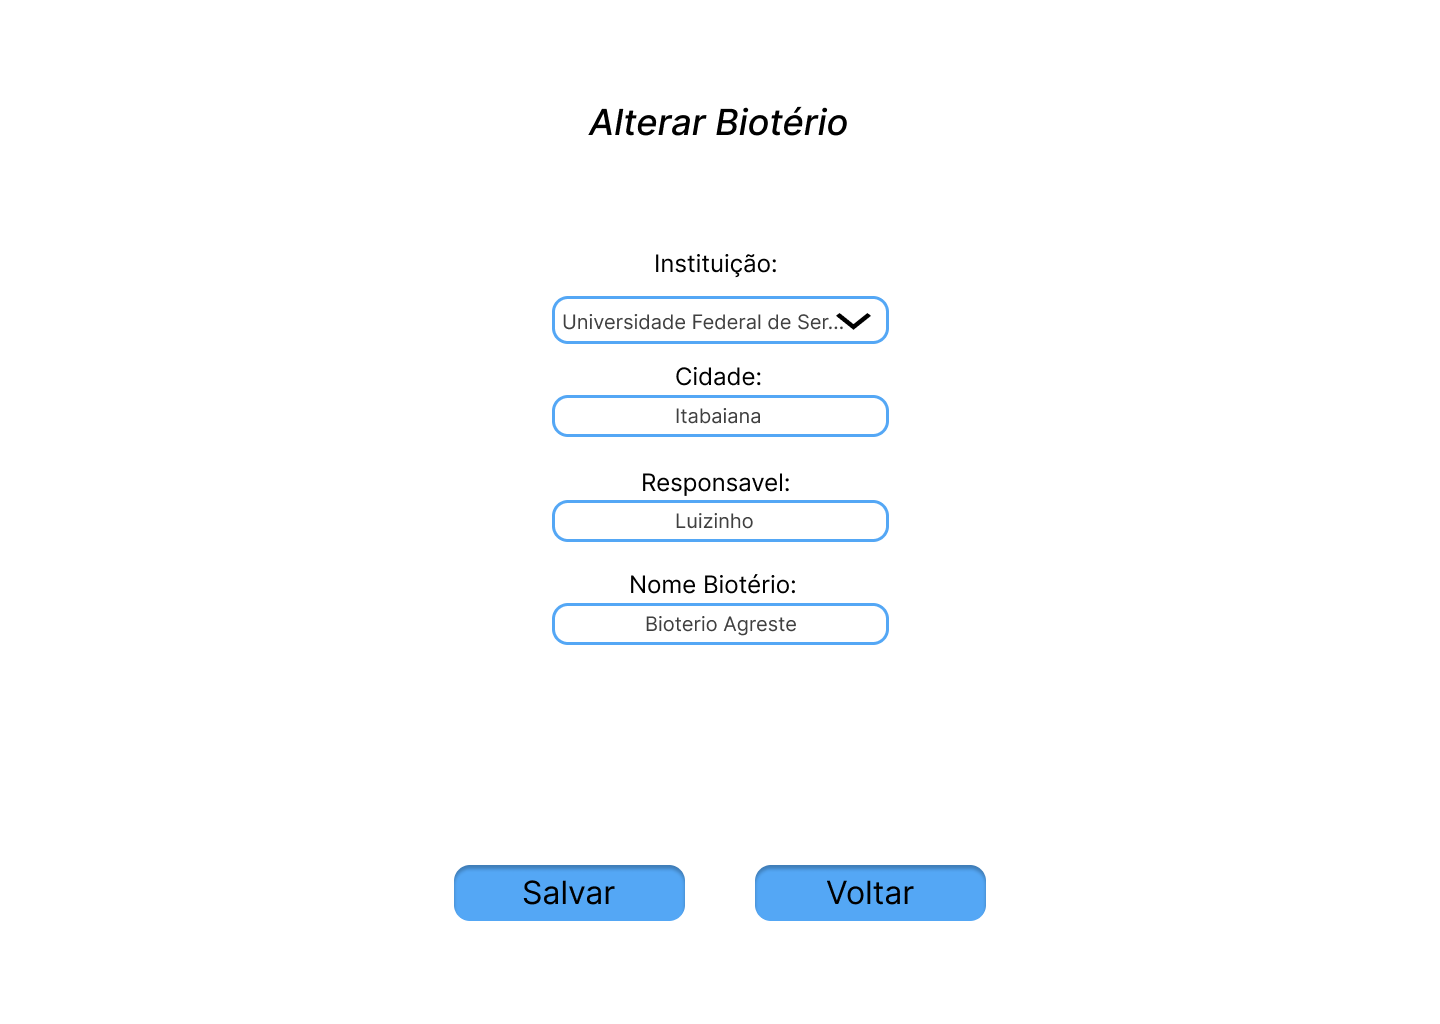 Alterar Biotério
Instituição:
Universidade Federal de Ser...
Cidade:
Itabaiana
Responsavel:
Luizinho
Nome Biotério:
Bioterio Agreste
Salvar
Voltar